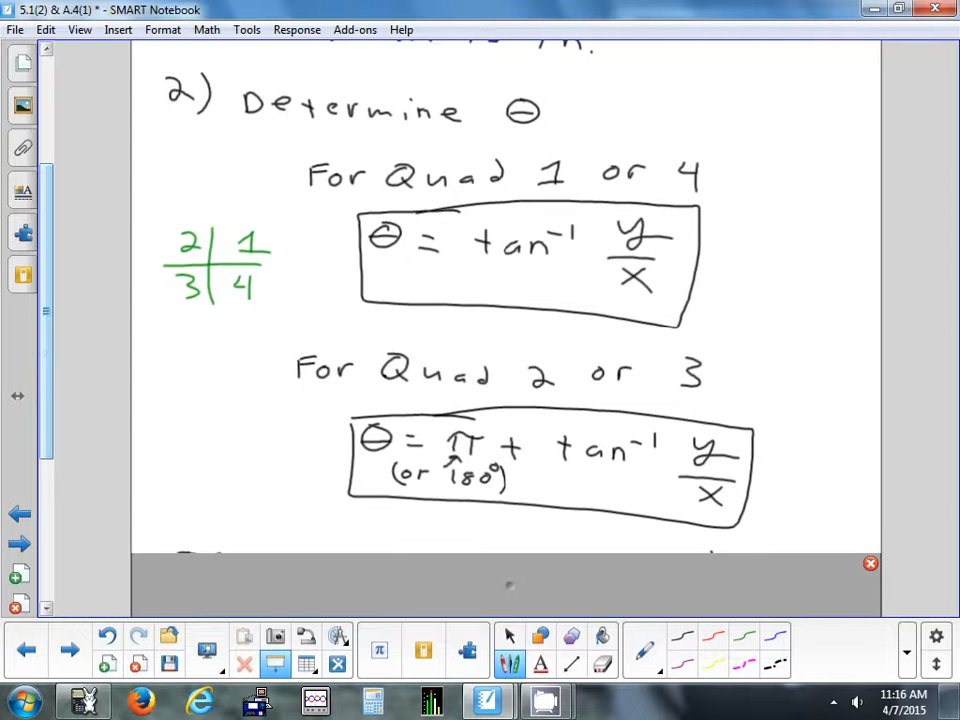 5.1(2) & A.4(1) * - SMART Notebook
File Edit View Insert Format Math Tools Response Add-ons Help
2) Determine θ
For Quad 1 or 4
2 1
3 4
θ = tan⁻¹ y/x
For Quad 2 or 3
θ = π + tan⁻¹ y/x
(or 180°)
11:16 AM
4/7/2015